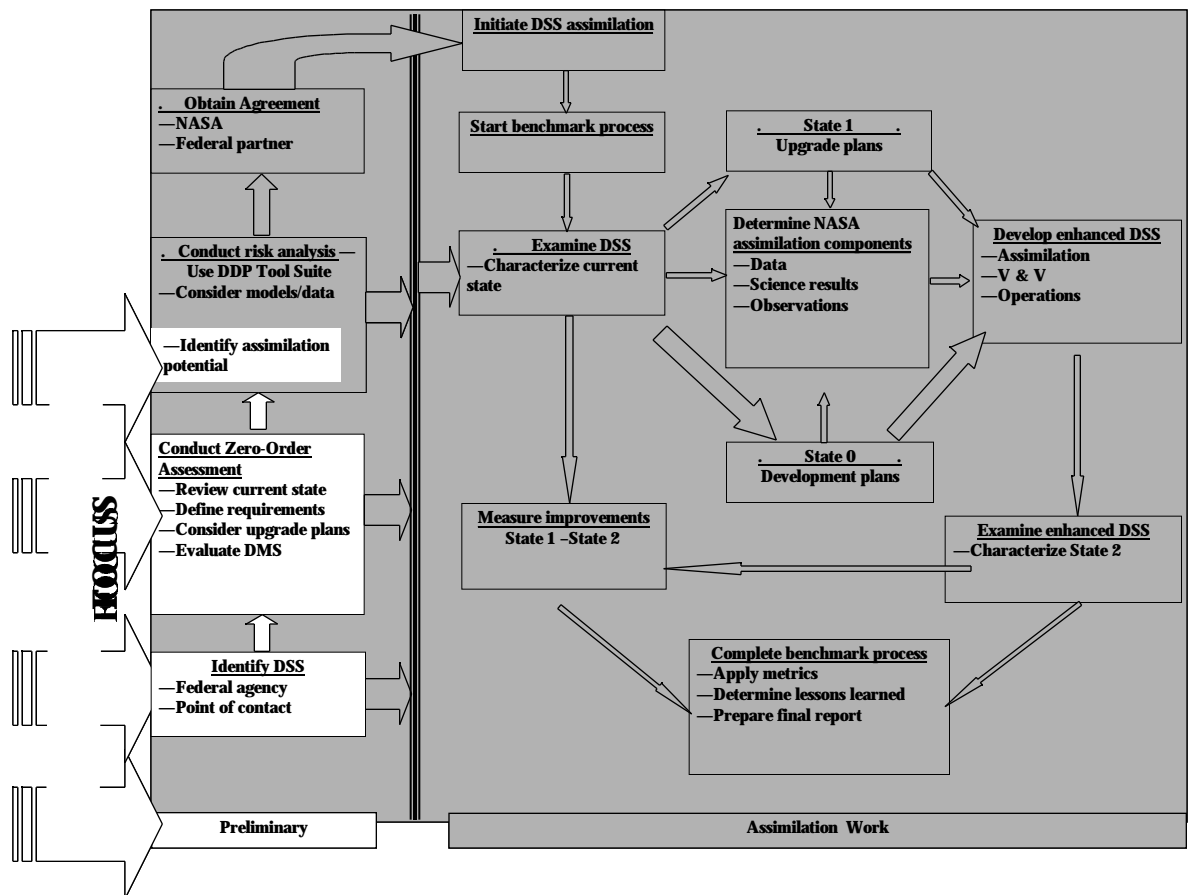 FOCUS
. Obtain Agreement
—NASA
—Federal partner
. Conduct risk analysis —
Use DDP Tool Suite
—Consider models/data
—Identify assimilation
potential
Conduct Zero-Order
Assessment
—Review current state
—Define requirements
—Consider upgrade plans
—Evaluate DMS
Identify DSS
—Federal agency
—Point of contact
Preliminary
Initiate DSS assimilation
Start benchmark process
. Examine DSS
—Characterize current
state
. State 1 .
Upgrade plans
Determine NASA
assimilation components
—Data
—Science results
—Observations
. State 0 .
Development plans
Develop enhanced DSS
—Assimilation
—V & V
—Operations
Measure improvements
State 1 –State 2
Examine enhanced DSS
—Characterize State 2
Complete benchmark process
—Apply metrics
—Determine lessons learned
—Prepare final report
Assimilation Work